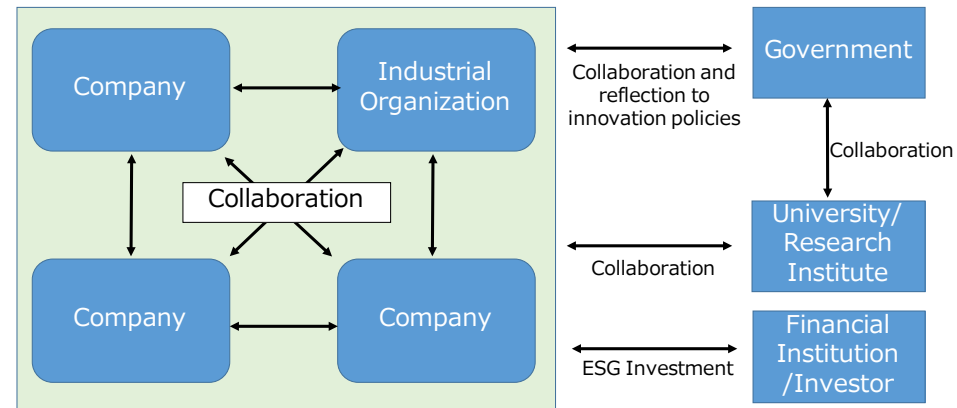 Company
Industrial
Organization
Collaboration
Company
Company
Collaboration and
reflection to
innovation policies
Government
Collaboration
Collaboration
University/
Research
Institute
ESG Investment
Financial
Institution
/Investor